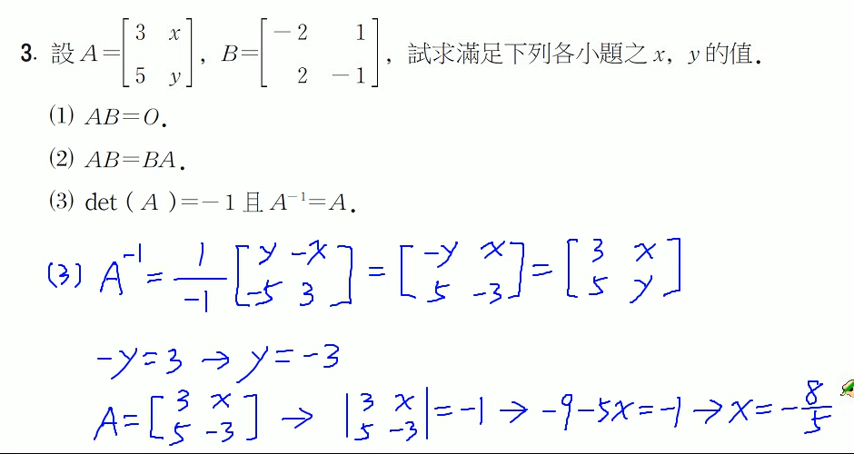 3. 設 A=[3 x; 5 y], B=[-2 1; 2 -1], 試求滿足下列各小題之 x, y 的值.
(1) AB=O.
(2) AB=BA.
(3) det ( A )=-1 且 A⁻¹=A.
(3) A⁻¹ = 1/-1 [y -x; -5 3] = [-y x; 5 -3] = [3 x; 5 y]
-y=3 → y=-3
A=[3 x; 5 -3] → |3 x; 5 -3|=-1 → -9-5x=-1 → x=-8/5